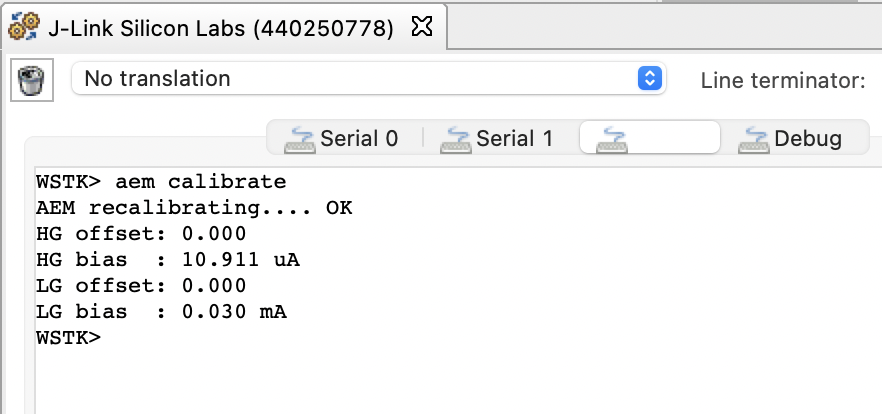 J-Link Silicon Labs (440250778)
No translation
Line terminator:
Serial 0
Serial 1
Debug
WSTK> aem calibrate
AEM recalibrating.... OK
HG offset: 0.000
HG bias  : 10.911 uA
LG offset: 0.000
LG bias  : 0.030 mA
WSTK>